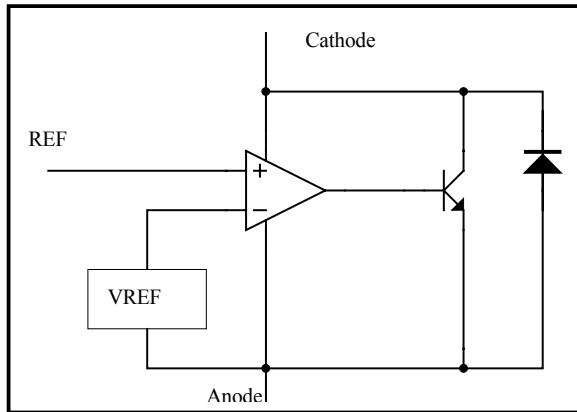 Cathode
REF
+
−
VREF
Anode